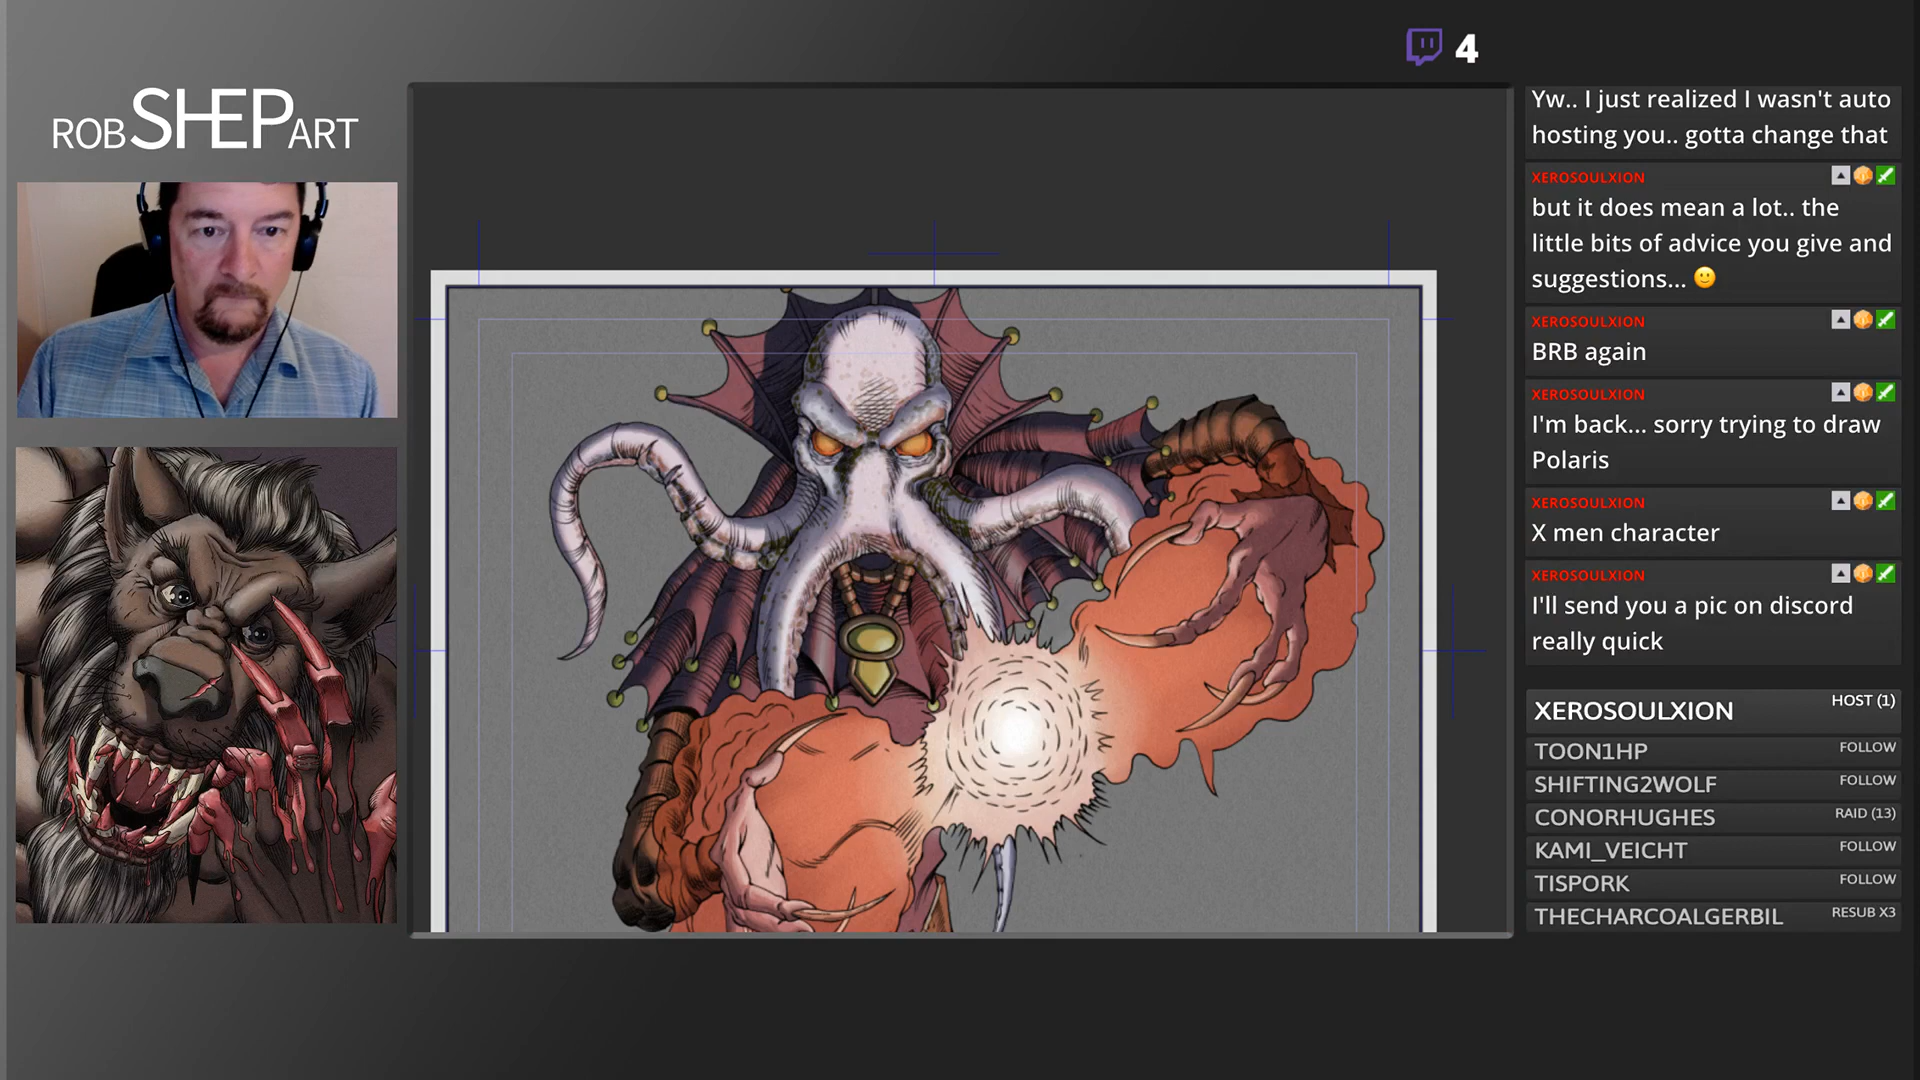 4
ROBSHEPART
Yw.. I just realized I wasn't auto
hosting you.. gotta change that
XEROSOULXION
but it does mean a lot.. the
little bits of advice you give and
suggestions... 🙂
XEROSOULXION
BRB again
XEROSOULXION
I'm back... sorry trying to draw
Polaris
XEROSOULXION
X men character
XEROSOULXION
I'll send you a pic on discord
really quick
XEROSOULXION HOST (1)
TOON1HP FOLLOW
SHIFTING2WOLF FOLLOW
CONORHUGHES RAID (13)
KAMI_VEICHT FOLLOW
TISPORK FOLLOW
THECHARCOALGERBIL RESUB X3